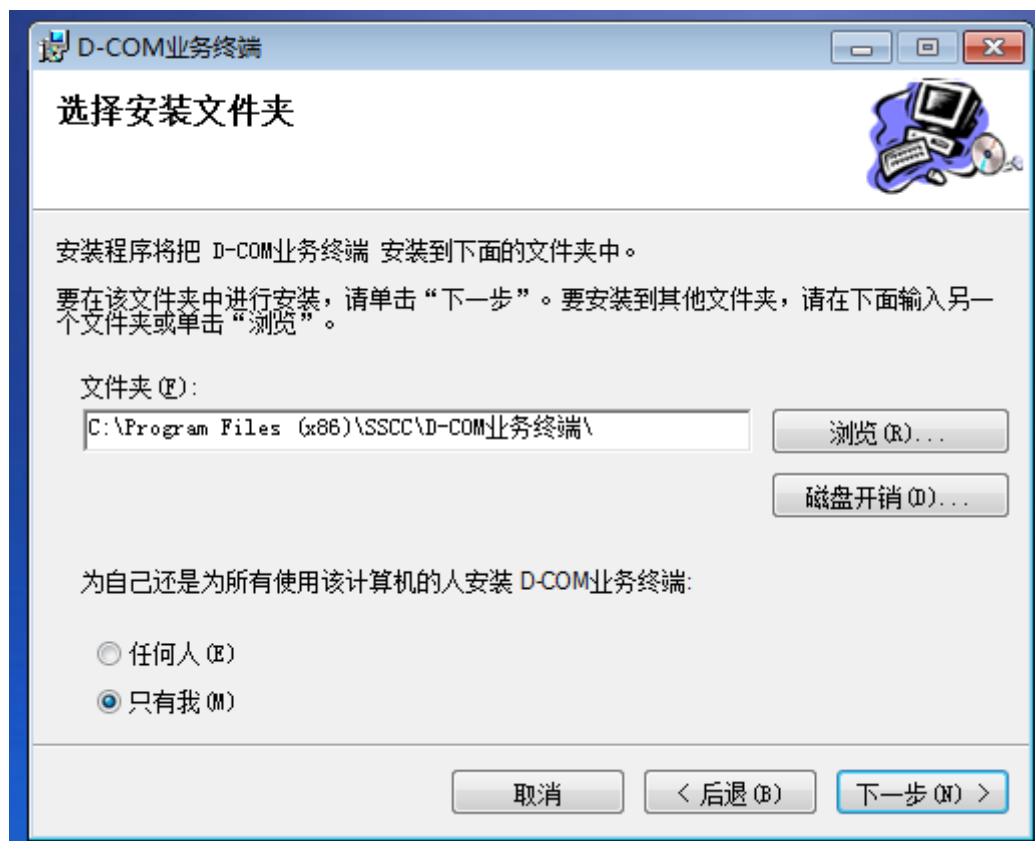 D-COM业务终端
选择安装文件夹
安装程序将把 D-COM业务终端 安装到下面的文件夹中。
要在该文件夹中进行安装，请单击“下一步”。要安装到其他文件夹，请在下面输入另一
个文件夹或单击“浏览”。
文件夹(F):
C:\Program Files (x86)\SSCC\D-COM业务终端\
浏览(R)...
磁盘开销(D)...
为自己还是为所有使用该计算机的人安装 D-COM业务终端:
任何人(E)
只有我(M)
取消 < 后退(B) 下一步(N) >